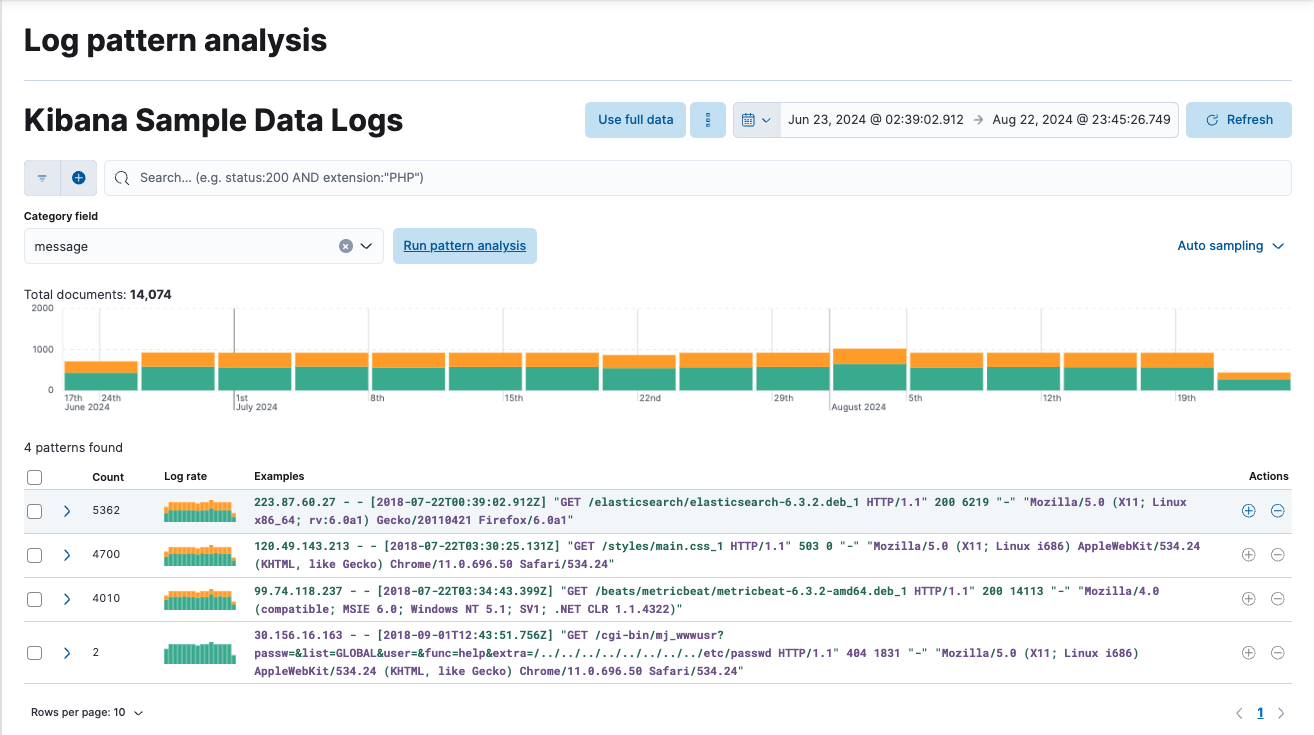 Log pattern analysis
Kibana Sample Data Logs
Use full data
Jun 23, 2024 @ 02:39:02.912 → Aug 22, 2024 @ 23:45:26.749
Refresh
Search... (e.g. status:200 AND extension:"PHP")
Category field
message
Run pattern analysis
Auto sampling
Total documents: 14,074
2000
1000
0
17th 24th 1st 8th 15th 22nd 29th 5th 12th 19th
June 2024 July 2024 August 2024
4 patterns found
Count Log rate Examples Actions
5362 223.87.60.27 - - [2018-07-22T00:39:02.912Z] "GET /elasticsearch/elasticsearch-6.3.2.deb_1 HTTP/1.1" 200 6219 "-" "Mozilla/5.0 (X11; Linux
x86_64; rv:6.0a1) Gecko/20110421 Firefox/6.0a1"
4700 120.49.143.213 - - [2018-07-22T03:30:25.131Z] "GET /styles/main.css_1 HTTP/1.1" 503 0 "-" "Mozilla/5.0 (X11; Linux i686) AppleWebKit/534.24
(KHTML, like Gecko) Chrome/11.0.696.50 Safari/534.24"
4010 99.74.118.237 - - [2018-07-22T03:34:43.399Z] "GET /beats/metricbeat/metricbeat-6.3.2-amd64.deb_1 HTTP/1.1" 200 14113 "-" "Mozilla/4.0
(compatible; MSIE 6.0; Windows NT 5.1; SV1; .NET CLR 1.1.4322)"
2 30.156.16.163 - - [2018-09-01T12:43:51.756Z] "GET /cgi-bin/mj_wwwusr?
passw=&list=GLOBAL&user=&func=help&extra=/../../../../../../../../etc/passwd HTTP/1.1" 404 1831 "-" "Mozilla/5.0 (X11; Linux i686)
AppleWebKit/534.24 (KHTML, like Gecko) Chrome/11.0.696.50 Safari/534.24"
Rows per page: 10
1